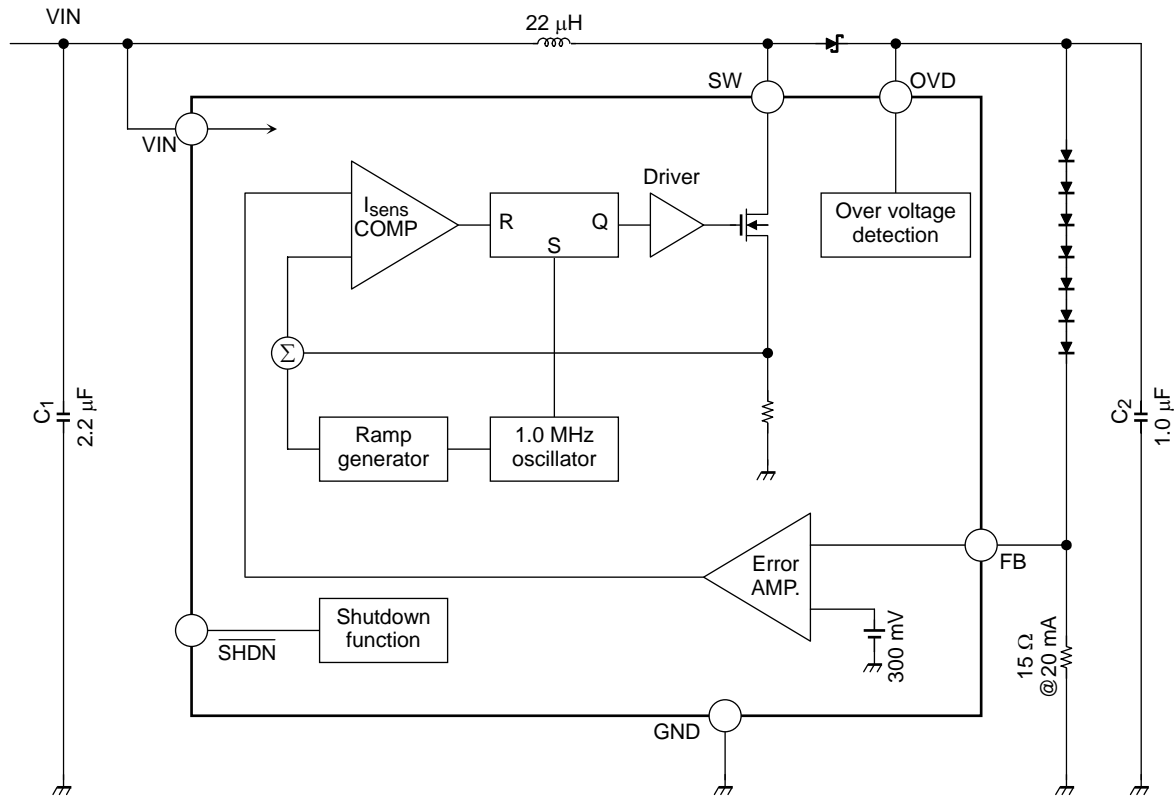 VIN
22 μH
SW
OVD
VIN
Driver
I_sens
COMP
R
Q
S
Over voltage
detection
Σ
C1
2.2 μF
C2
1.0 μF
Ramp
generator
1.0 MHz
oscillator
Error
AMP.
FB
Shutdown
function
SHDN
300 mV
15 Ω
@20 mA
GND